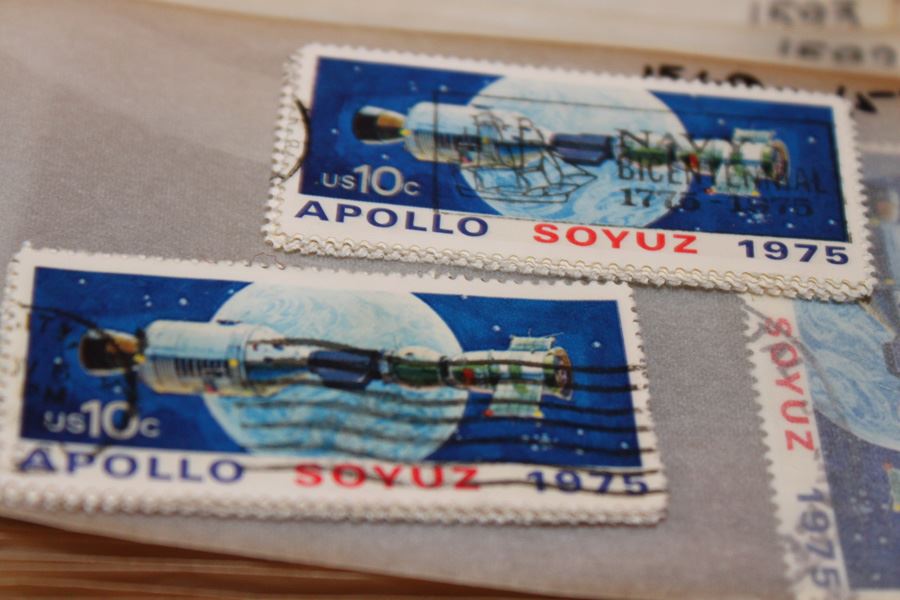 US10c
NAVY
BICENTENNIAL
1775-1975
APOLLO SOYUZ 1975
US10c
APOLLO SOYUZ 1975
SOYUZ 1975